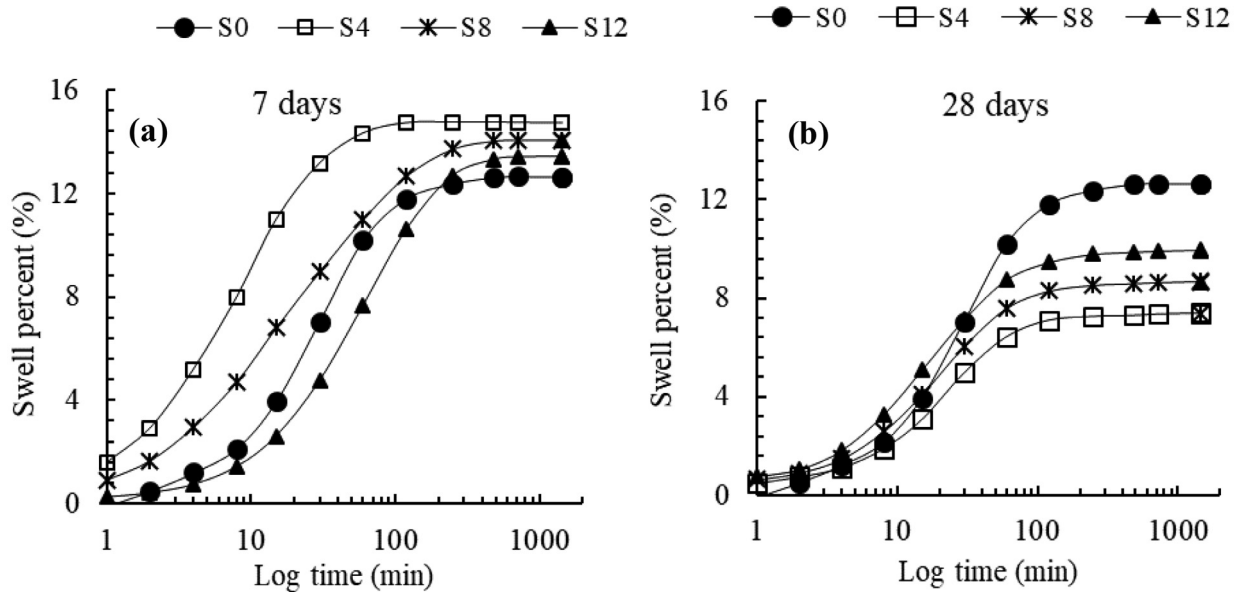 S0 S4 S8 S12
7 days
(a)
16
12
8
4
0
Swell percent (%)
1 10 100 1000
Log time (min)
S0 S4 S8 S12
28 days
(b)
16
12
8
4
0
Swell percent (%)
1 10 100 1000
Log time (min)